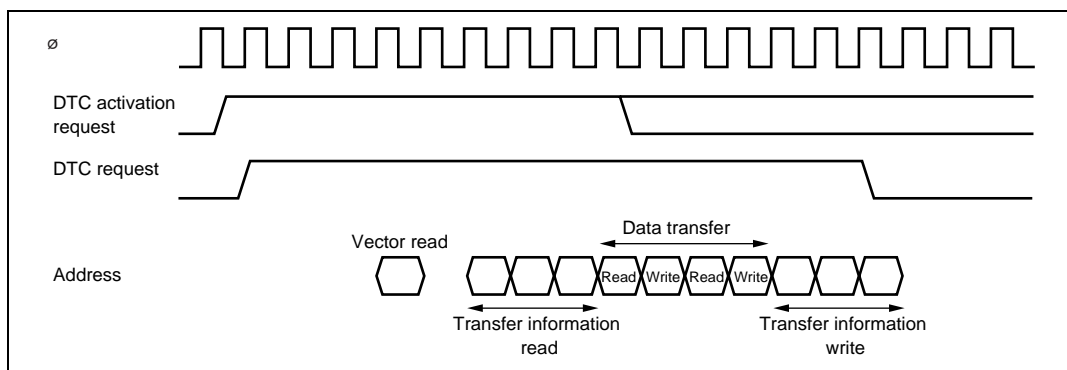 ø
DTC activation
request
DTC request
Data transfer
Vector read
Address
Read Write Read Write
Transfer information
read
Transfer information
write